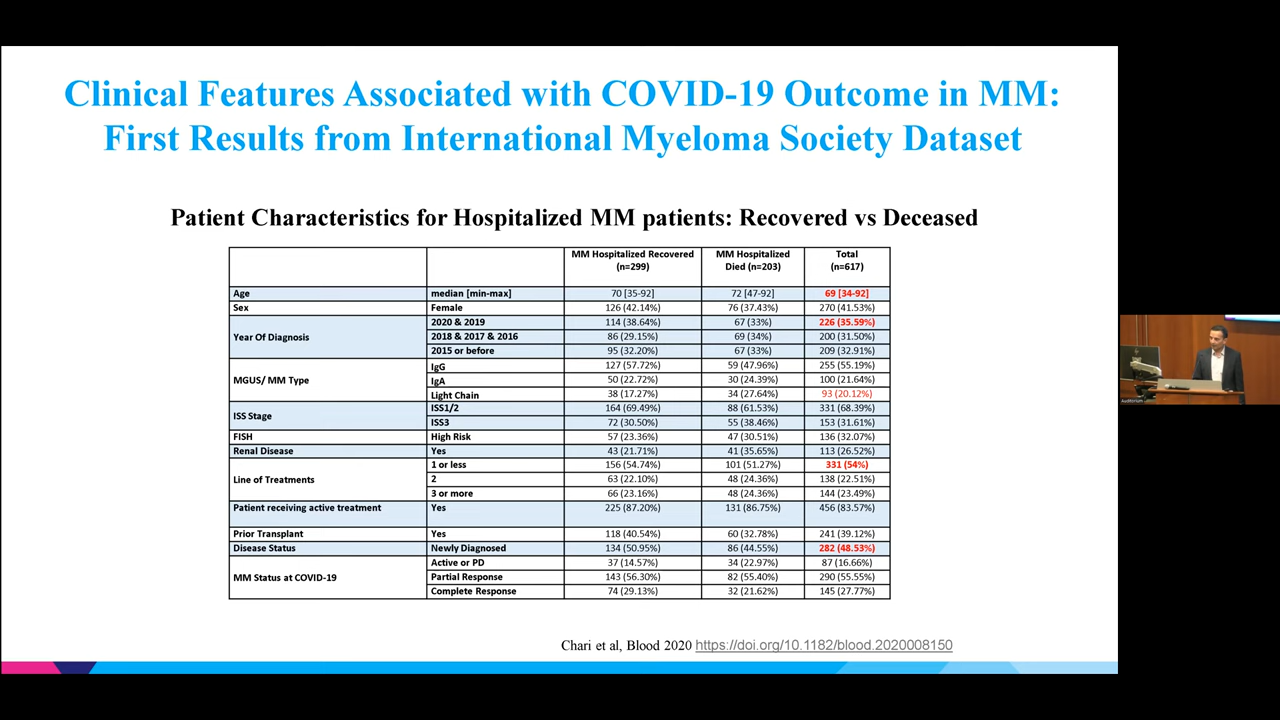 Clinical Features Associated with COVID-19 Outcome in MM:
First Results from International Myeloma Society Dataset
Patient Characteristics for Hospitalized MM patients: Recovered vs Deceased
MM Hospitalized Recovered (n=299) MM Hospitalized Died (n=203) Total (n=617)
Age median [min-max] 70 [35-92] 72 [47-92] 69 [34-92]
Sex Female 126 (42.14%) 76 (37.43%) 270 (41.53%)
Year Of Diagnosis 2020 & 2019 114 (38.64%) 67 (33%) 226 (35.59%)
2018 & 2017 & 2016 86 (29.15%) 69 (34%) 200 (31.50%)
2015 or before 95 (32.20%) 67 (33%) 209 (32.91%)
MGUS/ MM Type IgG 127 (57.72%) 59 (47.96%) 255 (55.19%)
IgA 50 (22.72%) 30 (24.39%) 100 (21.64%)
Light Chain 38 (17.27%) 34 (27.64%) 93 (20.12%)
ISS Stage ISS1/2 164 (69.49%) 88 (61.53%) 331 (68.39%)
ISS3 72 (30.50%) 55 (38.46%) 153 (31.61%)
FISH High Risk 57 (23.36%) 47 (30.51%) 136 (32.07%)
Renal Disease Yes 43 (21.71%) 41 (35.65%) 113 (26.52%)
Line of Treatments 1 or less 156 (54.74%) 101 (51.27%) 331 (54%)
2 63 (22.10%) 48 (24.36%) 138 (22.51%)
3 or more 66 (23.16%) 48 (24.36%) 144 (23.49%)
Patient receiving active treatment Yes 225 (87.20%) 131 (86.75%) 456 (83.57%)
Prior Transplant Yes 118 (40.54%) 60 (32.78%) 241 (39.12%)
Disease Status Newly Diagnosed 134 (50.95%) 86 (44.55%) 282 (48.53%)
MM Status at COVID-19 Active or PD 37 (14.57%) 34 (22.97%) 87 (16.66%)
Partial Response 143 (56.30%) 82 (55.40%) 290 (55.55%)
Complete Response 74 (29.13%) 32 (21.62%) 145 (27.77%)
Chari et al, Blood 2020 https://doi.org/10.1182/blood.2020008150
Auditorium